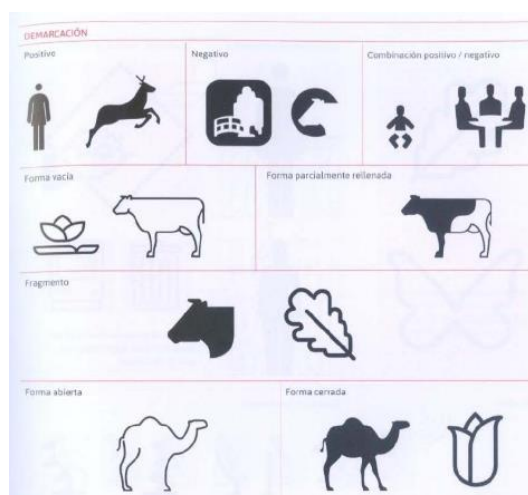 DEMARCACIÓN
Positivo
Negativo
Combinación positivo / negativo
Forma vacía
Forma parcialmente rellenada
Fragmento
Forma abierta
Forma cerrada